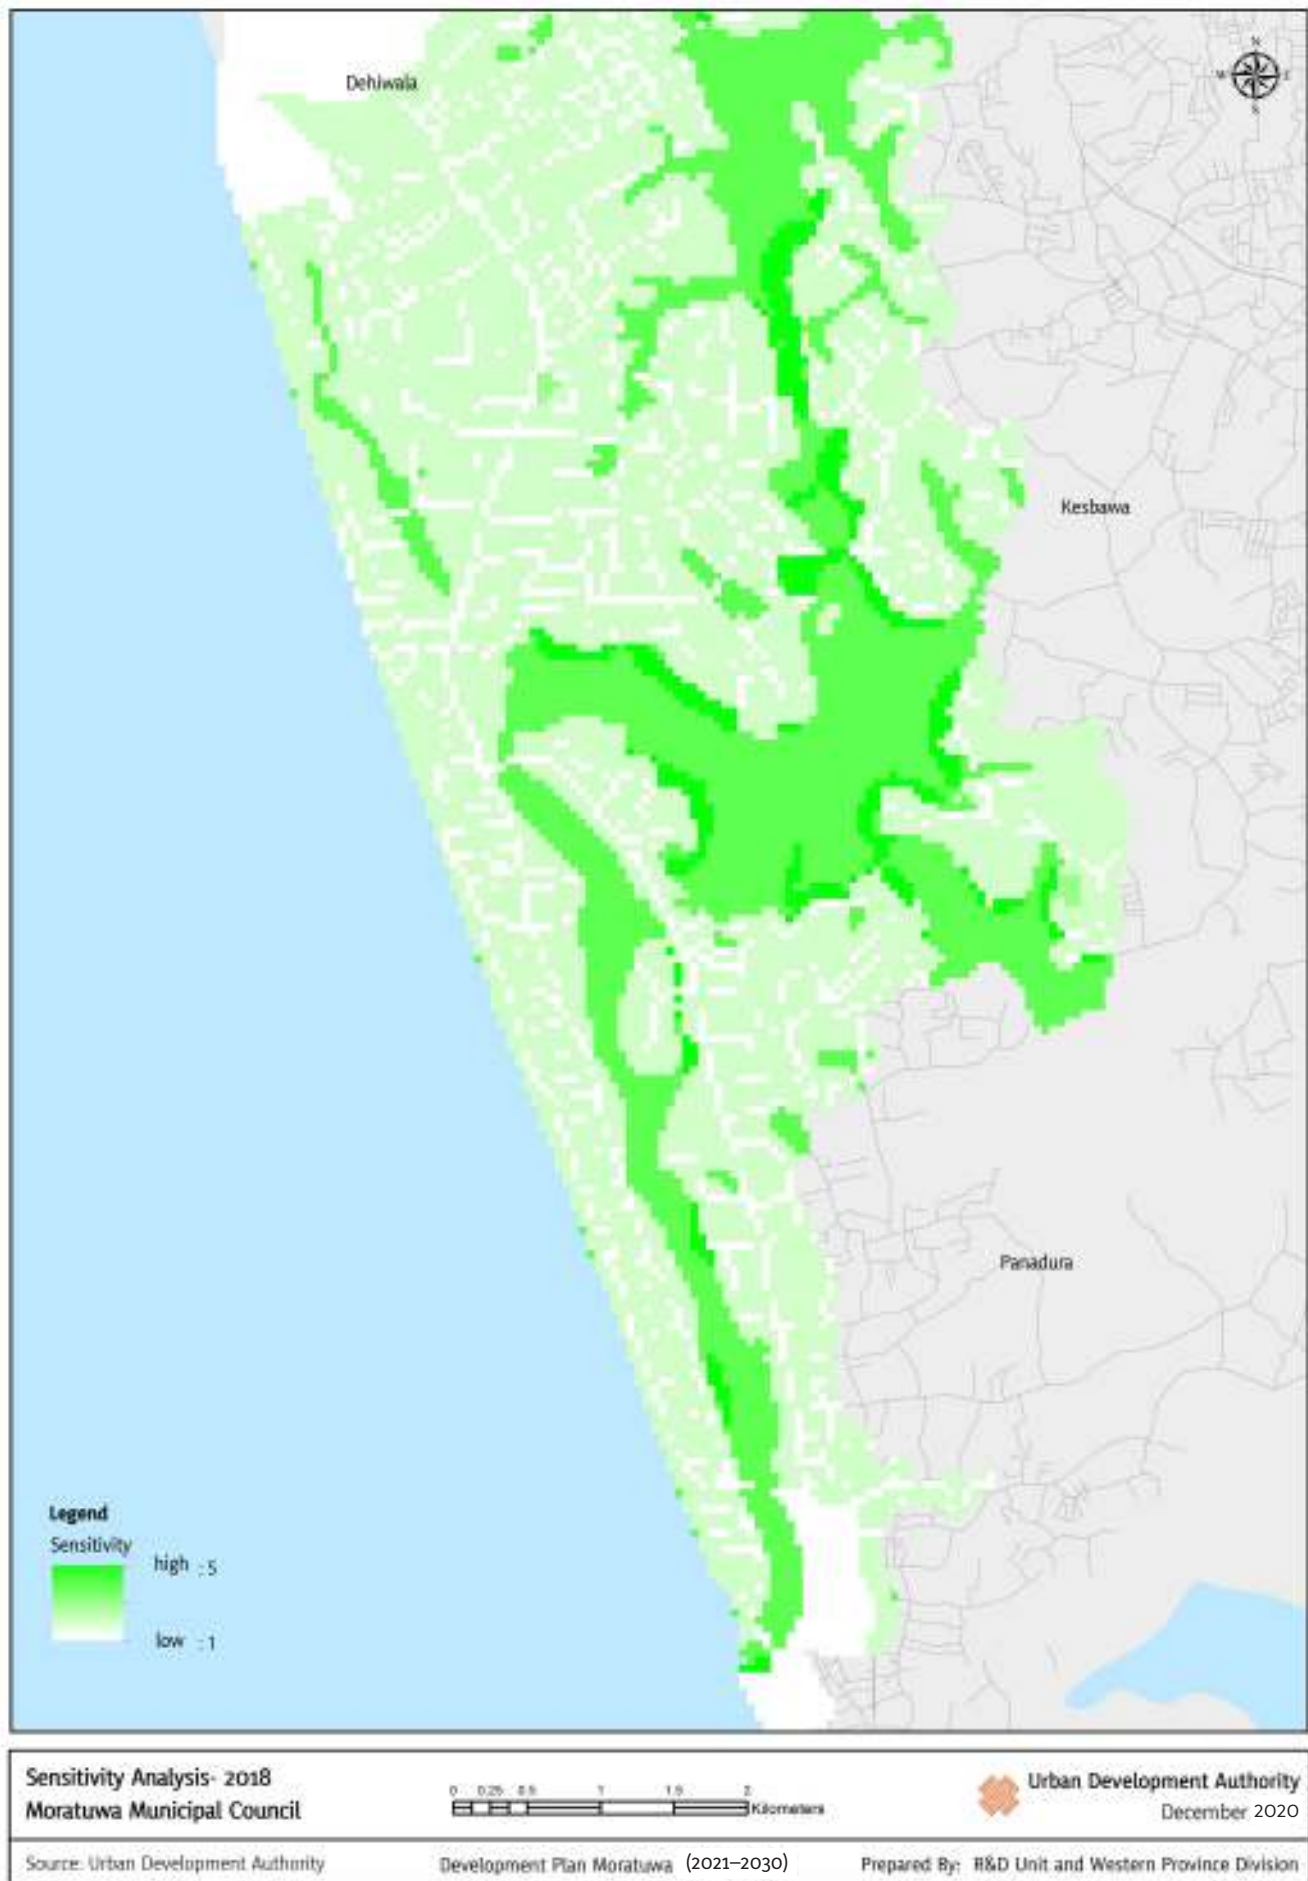 N
W E
S
Dehiwala
Kesbawa
Panadura
Legend
Sensitivity
high : 5
low : 1
Sensitivity Analysis- 2018
Moratuwa Municipal Council
0 0.25 0.5 1 1.5 2
Kilometers
Urban Development Authority
December 2020
Source: Urban Development Authority
Development Plan Moratuwa (2021–2030)
Prepared By: R&D Unit and Western Province Division